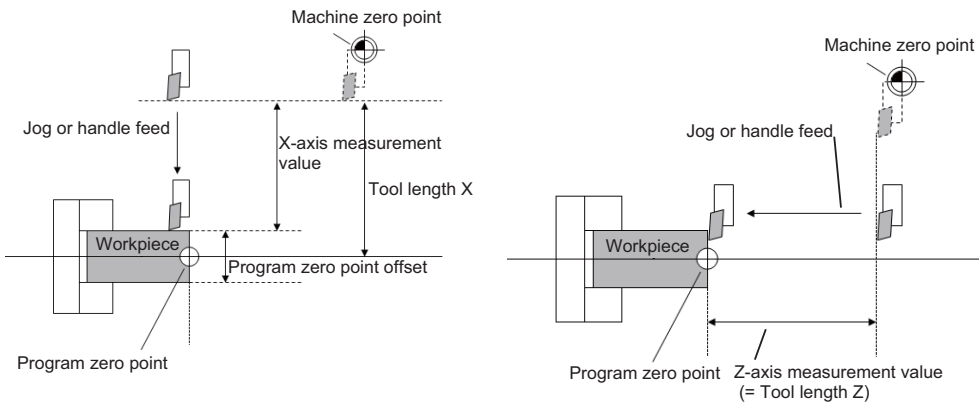 Machine zero point
Jog or handle feed
X-axis measurement
value
Tool length X
Workpiece
Program zero point offset
Program zero point
Machine zero point
Jog or handle feed
Workpiece
Program zero point
Z-axis measurement value
(= Tool length Z)